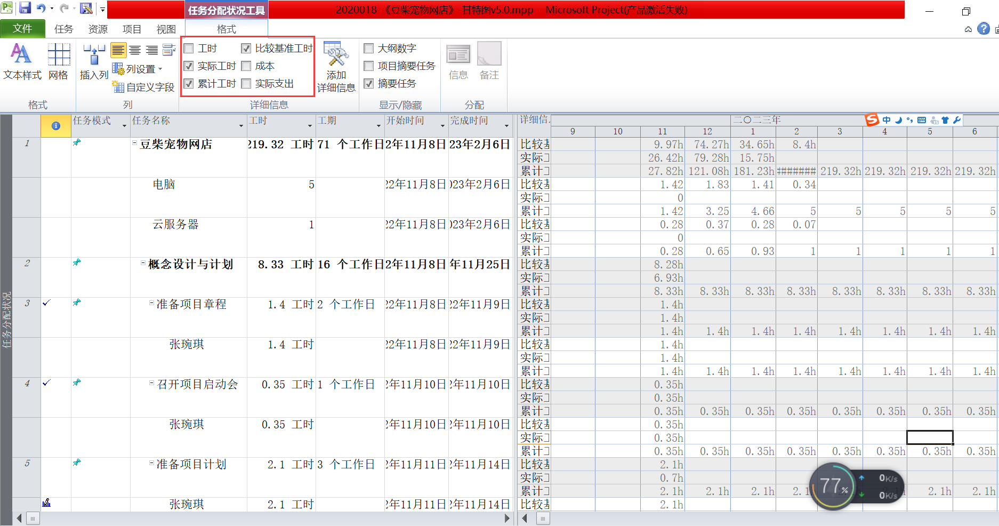 任务分配状况工具
2020018-《豆柴宠物网店》-甘特图v5.0.mpp - Microsoft Project(产品激活失败)
文件 任务 资源 项目 视图 格式
文本样式 网格 插入列 列设置 自定义字段
工时 比较基准工时
实际工时 成本
累计工时 实际支出
添加
详细信息
大纲数字
项目摘要任务
摘要任务
信息 备注
格式 列 详细信息 显示/隐藏 分配
任务模式 任务名称 工时 工期 开始时间 完成时间 详细信 二〇二三年 中
9 10 11 12 1 2 3 4 5 6
1 豆柴宠物网店 219.32 工时 71 个工作日 2年11月8日 23年2月6日 比较基 9.97h 74.27h 34.65h 8.4h
实际工 26.42h 79.28h 15.75h
累计工 27.82h 121.08h 181.23h ####### 219.32h 219.32h 219.32h 219.32h
电脑 5 22年11月8日 023年2月6日 比较基 1.42 1.83 1.41 0.34
实际工 0
累计工 1.42 3.25 4.66 5 5 5 5 5
云服务器 1 22年11月8日 023年2月6日 比较基 0.28 0.37 0.28 0.07
实际工 0
累计工 0.28 0.65 0.93 1 1 1 1 1
2 概念设计与计划 8.33 工时 16 个工作日 2年11月8日 年11月25日 比较基 8.28h
实际工 6.93h
累计工 8.33h 8.33h 8.33h 8.33h 8.33h 8.33h 8.33h 8.33h
3 准备项目章程 1.4 工时 2 个工作日 22年11月8日 22年11月9日 比较基 1.4h
实际工 1.4h
累计工 1.4h 1.4h 1.4h 1.4h 1.4h 1.4h 1.4h 1.4h
张琬琪 1.4 工时 22年11月8日 22年11月9日 比较基 1.4h
实际工 1.4h
累计工 1.4h 1.4h 1.4h 1.4h 1.4h 1.4h 1.4h 1.4h
4 召开项目启动会 0.35 工时 1 个工作日 2年11月10日 2年11月10日 比较基 0.35h
实际工 0.35h
累计工 0.35h 0.35h 0.35h 0.35h 0.35h 0.35h 0.35h 0.35h
张琬琪 0.35 工时 2年11月10日 2年11月10日 比较基 0.35h
实际工 0.35h
累计工 0.35h 0.35h 0.35h 0.35h 0.35h 0.35h 0.35h 0.35h
5 准备项目计划 2.1 工时 3 个工作日 2年11月11日 2年11月14日 比较基 2.1h
实际工 0.7h
累计工 2.1h 2.1h 2.1h 2.1 2.1h 2.1h
张琬琪 2.1 工时 2年11月11日 2年11月14日 比较基 2.1h
任务分配状况
77% 0K/s
0K/s